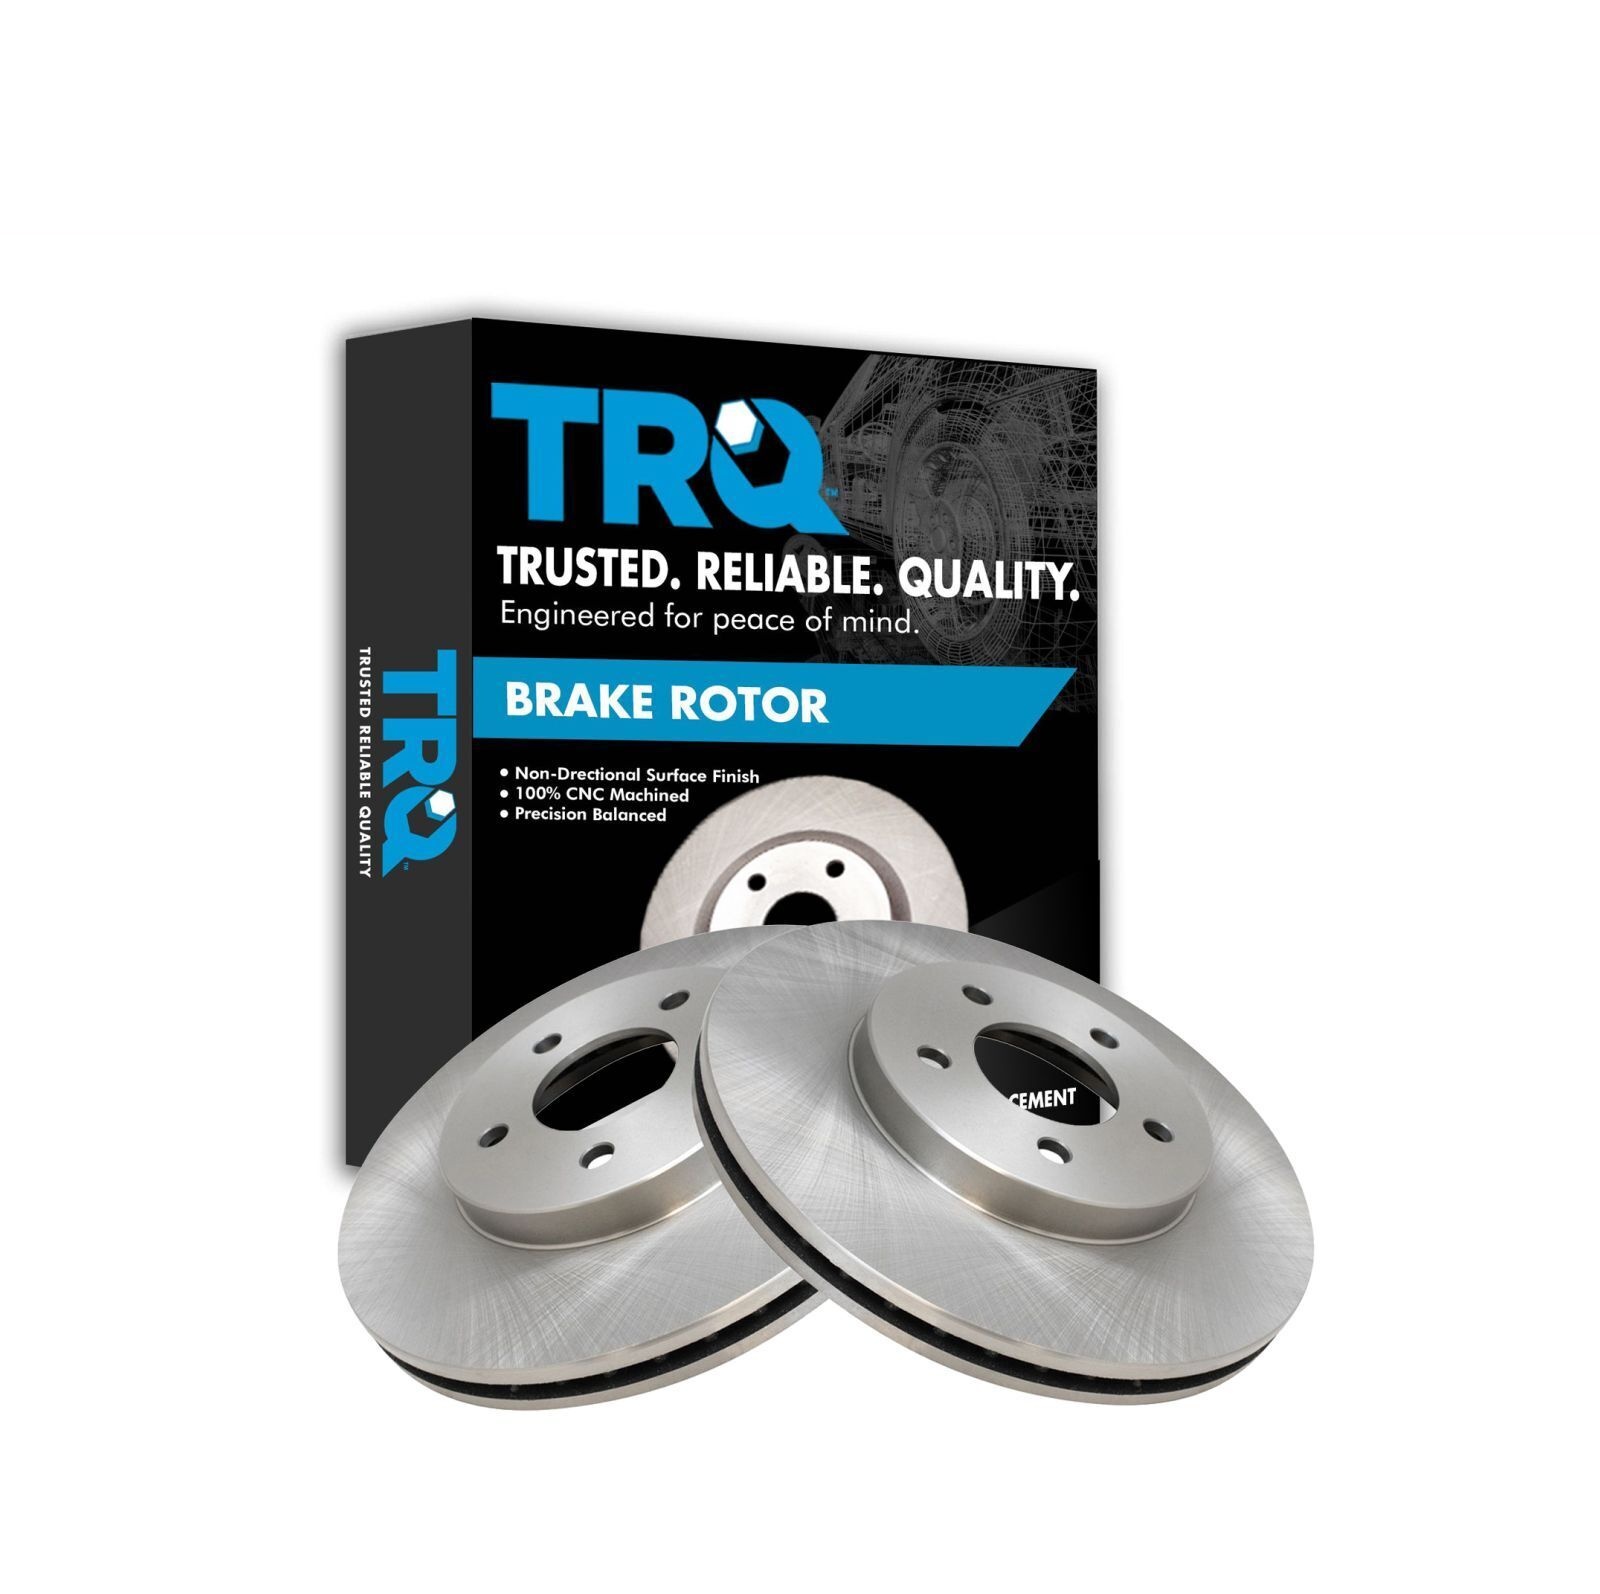 TRQ™
TRUSTED. RELIABLE. QUALITY.
Engineered for peace of mind.
BRAKE ROTOR
• Non-Drectional Surface Finish
• 100% CNC Machined
• Precision Balanced
TRQ™
TRUSTED RELIABLE QUALITY
CEMENT